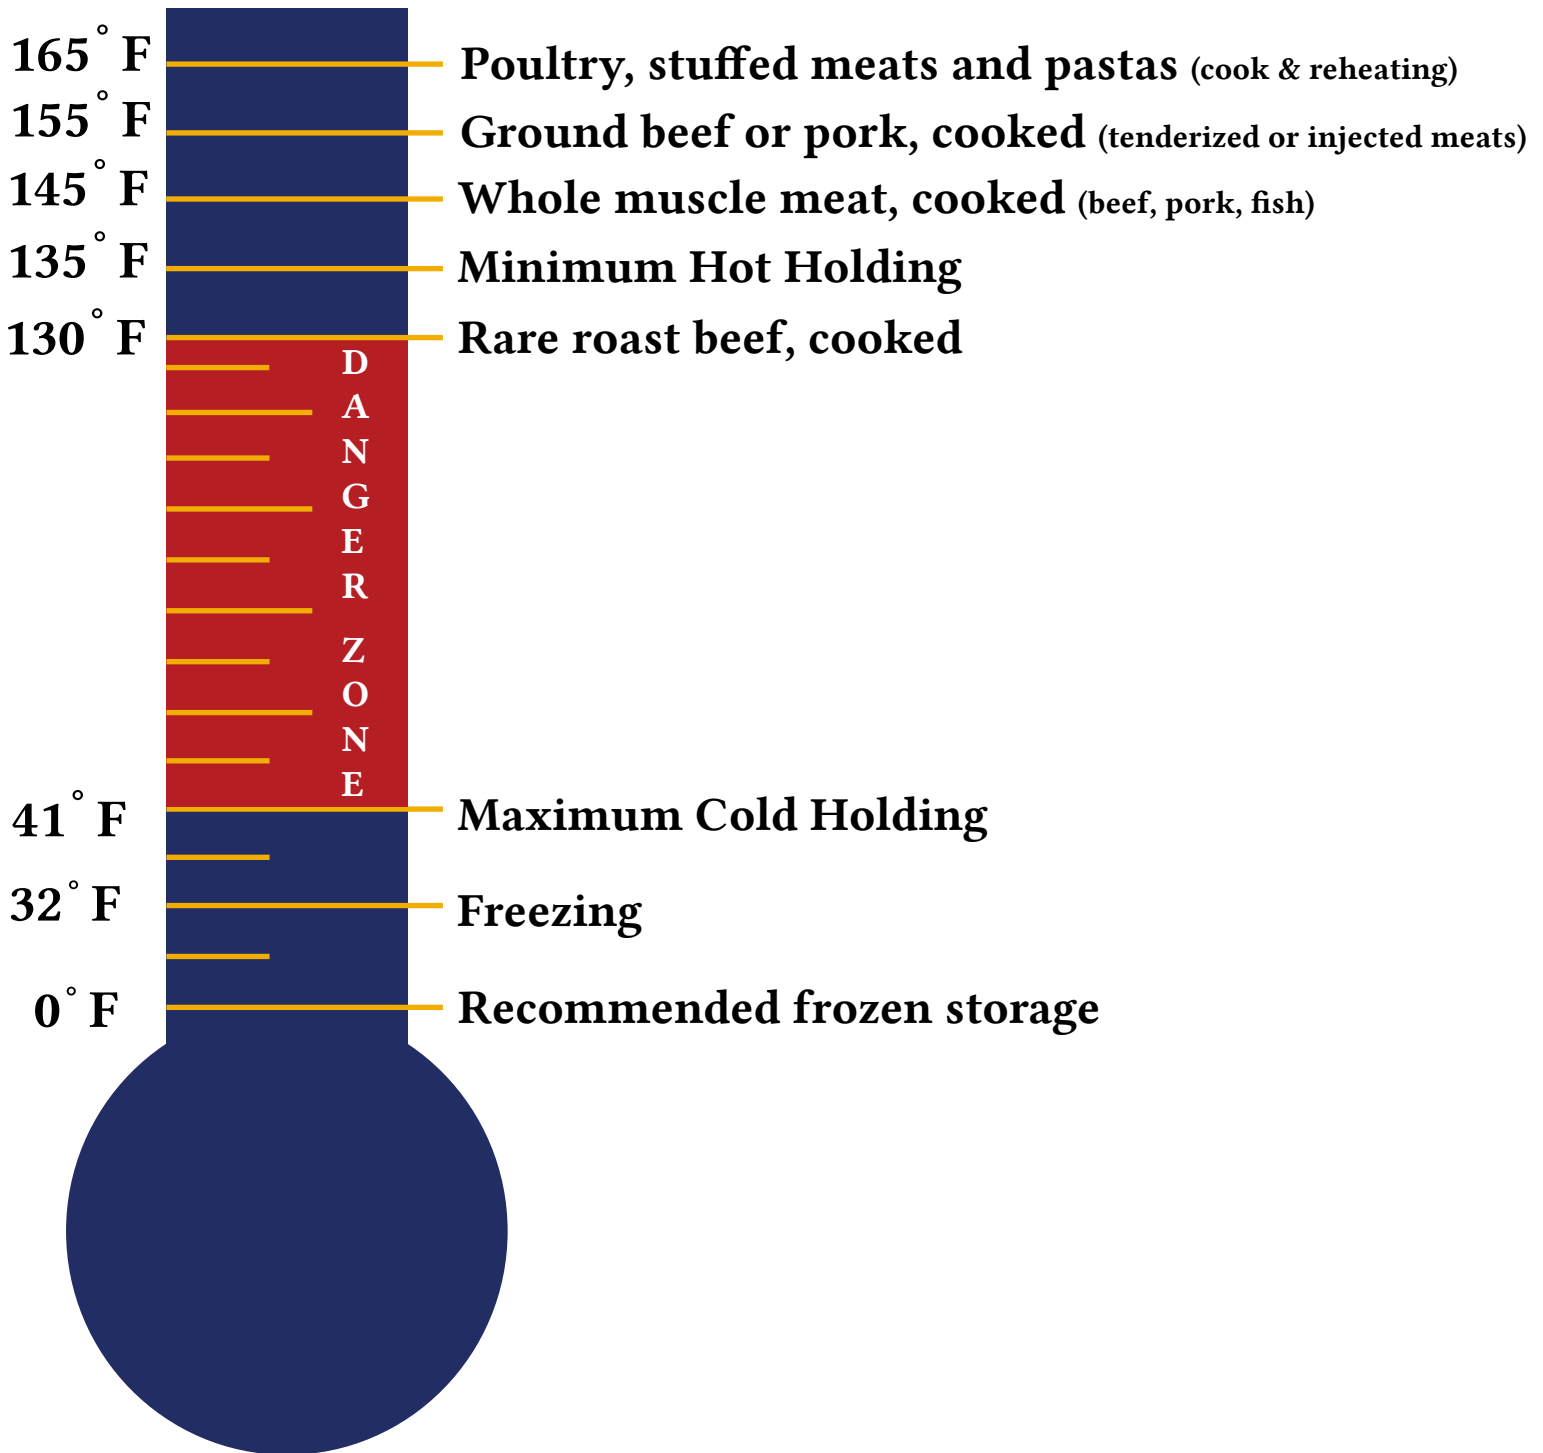 165° F Poultry, stuffed meats and pastas (cook & reheating)
155° F Ground beef or pork, cooked (tenderized or injected meats)
145° F Whole muscle meat, cooked (beef, pork, fish)
135° F Minimum Hot Holding
130° F Rare roast beef, cooked
DANGER ZONE
41° F Maximum Cold Holding
32° F Freezing
0° F Recommended frozen storage